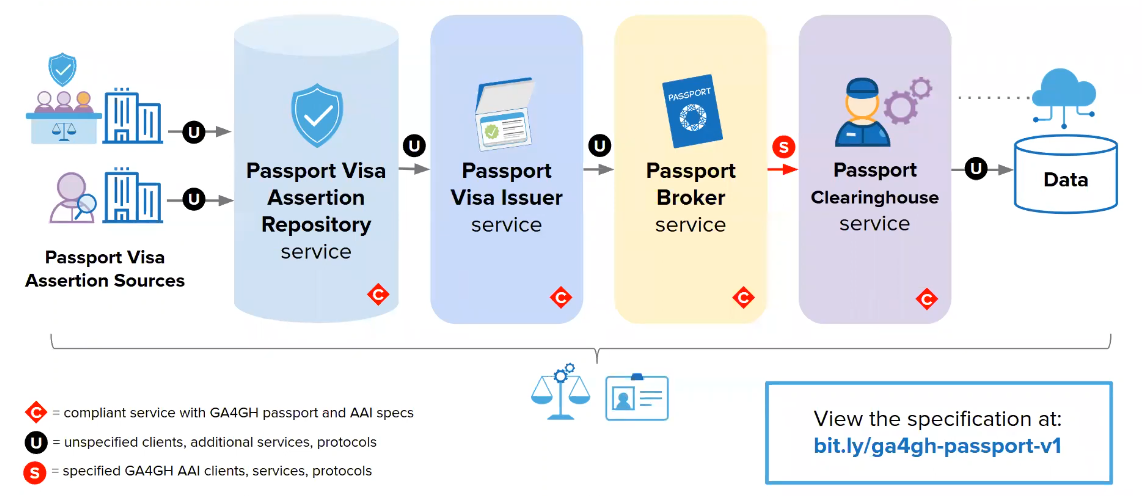 Passport Visa
Assertion Sources
U
U
Passport Visa
Assertion
Repository
service
C
U
Passport
Visa Issuer
service
C
U
PASSPORT
Passport
Broker
service
C
S
Passport
Clearinghouse
service
C
U
Data
C = compliant service with GA4GH passport and AAI specs
U = unspecified clients, additional services, protocols
S = specified GA4GH AAI clients, services, protocols
View the specification at:
bit.ly/ga4gh-passport-v1